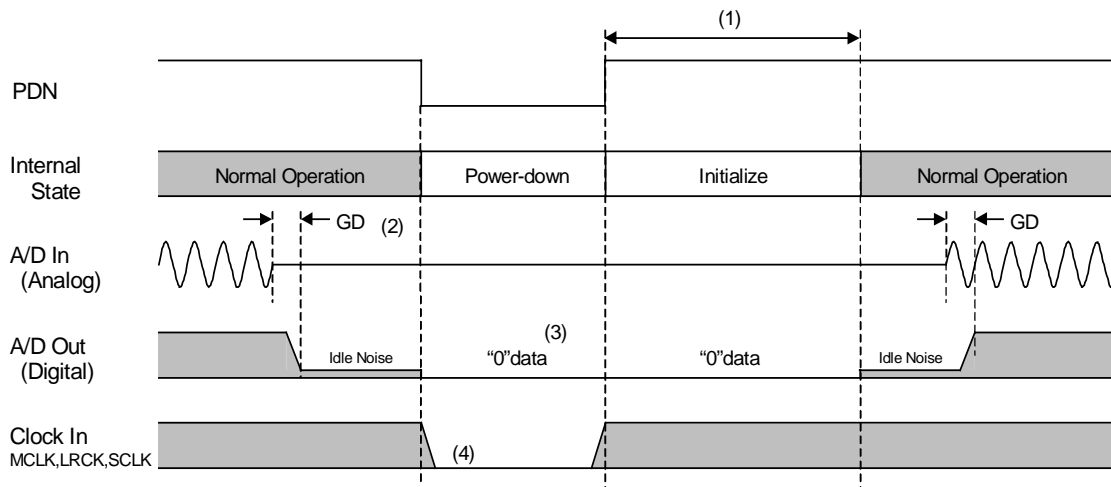 (1)
PDN
Internal
State
Normal Operation
Power-down
Initialize
Normal Operation
GD
(2)
GD
A/D In
(Analog)
A/D Out
(Digital)
Idle Noise
(3)
“0”data
“0”data
Idle Noise
Clock In
MCLK,LRCK,SCLK
(4)